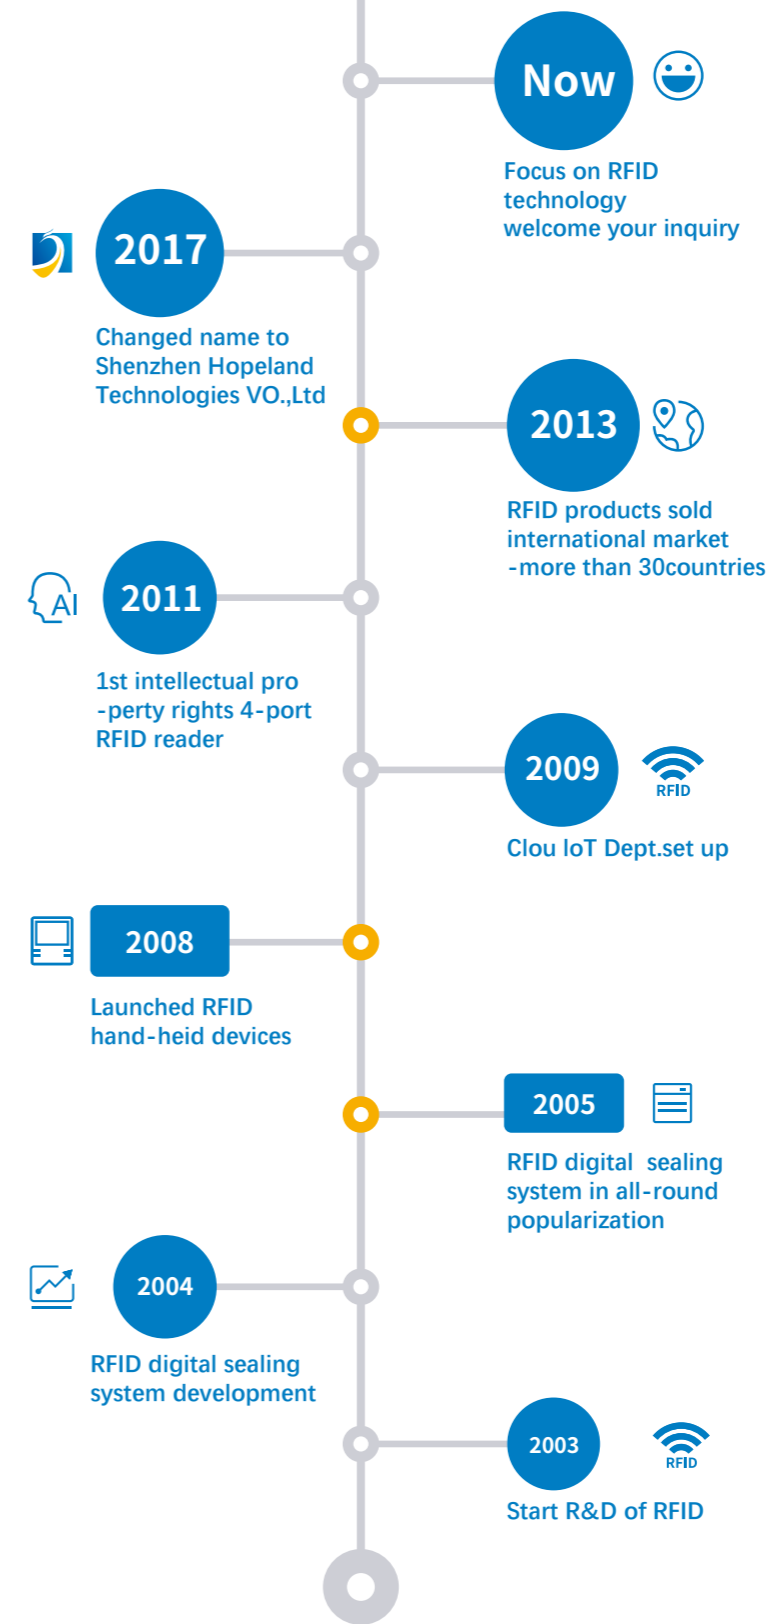 Now
Focus on RFID
technology
welcome your inquiry
2017
Changed name to
Shenzhen Hopeland
Technologies VO.,Ltd
2013
RFID products sold
international market
-more than 30countries
AI
2011
1st intellectual pro
-perty rights 4-port
RFID reader
2009
RFID
Clou IoT Dept.set up
2008
Launched RFID
hand-heid devices
2005
RFID digital  sealing
system in all-round
popularization
2004
RFID digital sealing
system development
2003
RFID
Start R&D of RFID